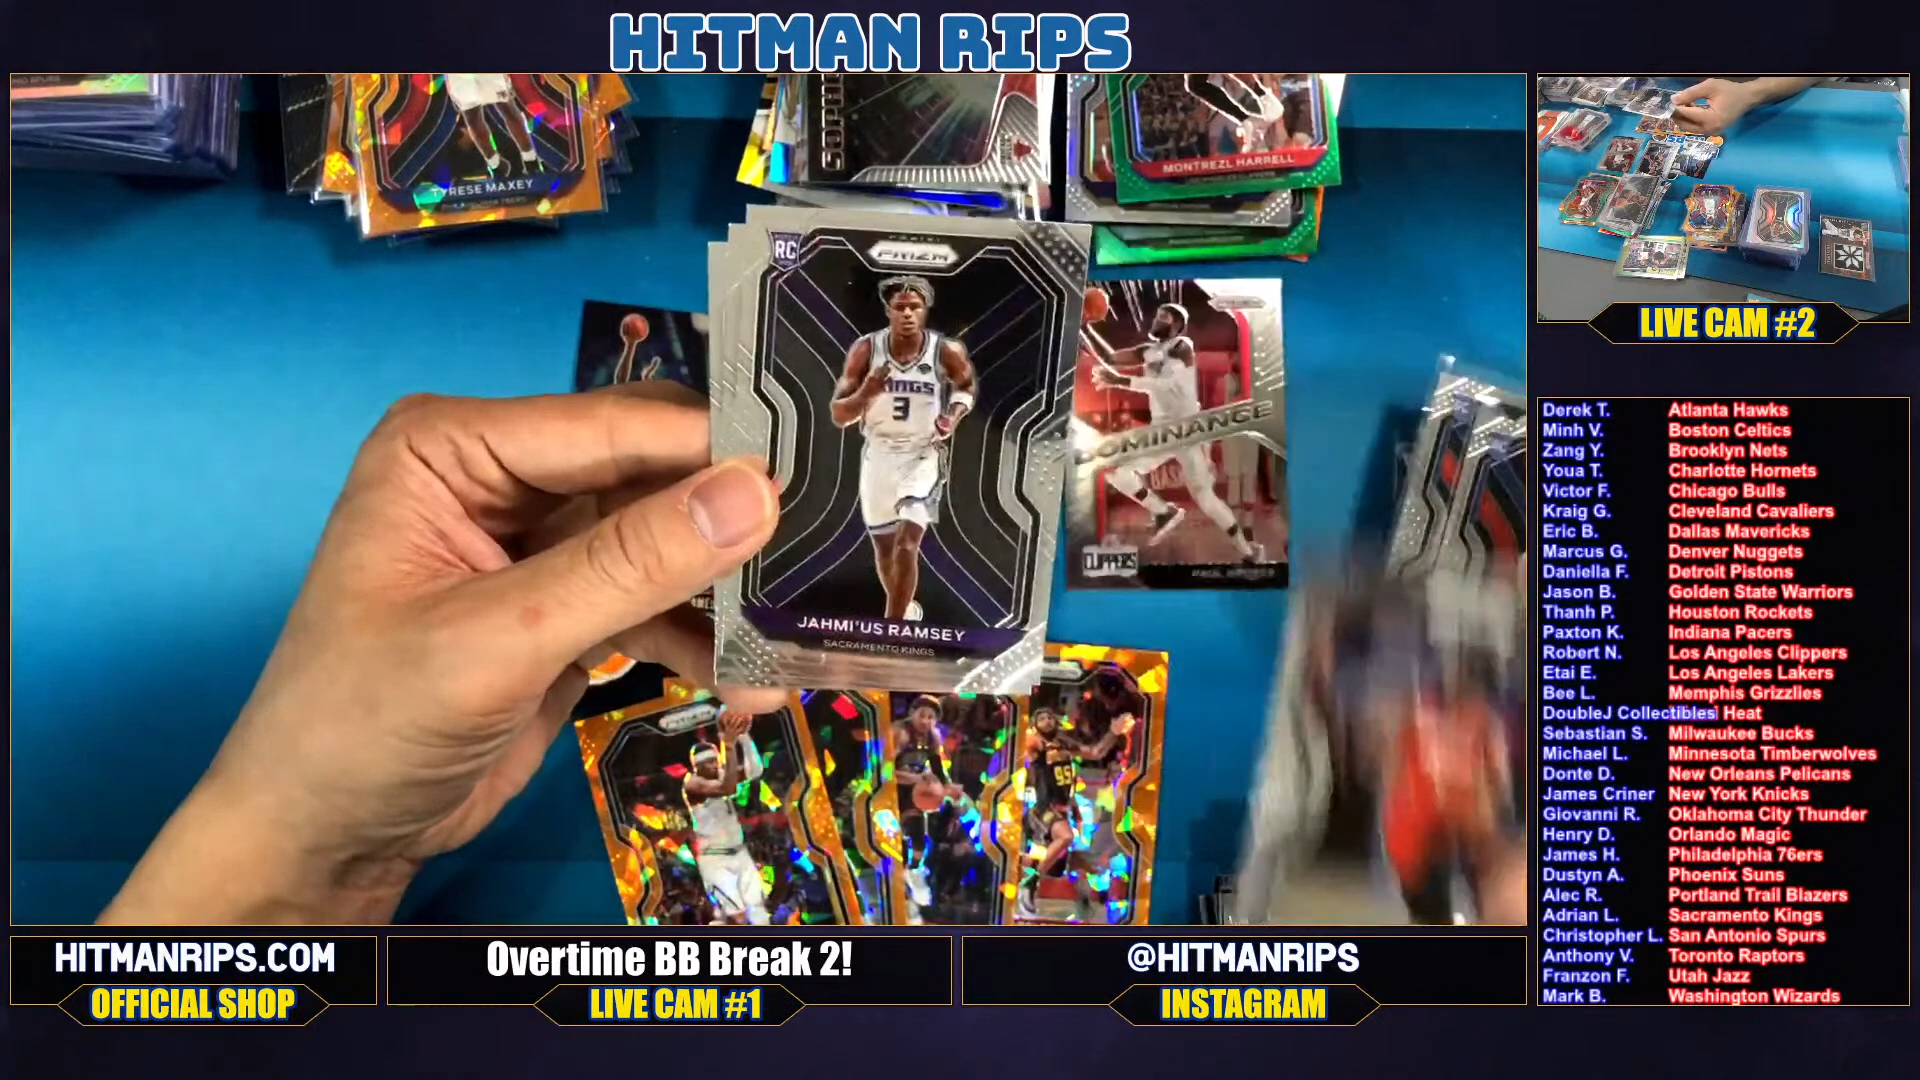 HITMAN RIPS
TYRESE MAXEY
SOPH
MONTREZL HARRELL
RC
PRIZM
KINGS
3
JAHMI'US RAMSEY
SACRAMENTO KINGS
DOMINANCE
CLIPPERS
PRIZM
95
LIVE CAM #2
Derek T. Atlanta Hawks
Minh V. Boston Celtics
Zang Y. Brooklyn Nets
Youa T. Charlotte Hornets
Victor F. Chicago Bulls
Kraig G. Cleveland Cavaliers
Eric B. Dallas Mavericks
Marcus G. Denver Nuggets
Daniella F. Detroit Pistons
Jason B. Golden State Warriors
Thanh P. Houston Rockets
Paxton K. Indiana Pacers
Robert N. Los Angeles Clippers
Etai E. Los Angeles Lakers
Bee L. Memphis Grizzlies
DoubleJ Collectibles Heat
Sebastian S. Milwaukee Bucks
Michael L. Minnesota Timberwolves
Donte D. New Orleans Pelicans
James Criner New York Knicks
Giovanni R. Oklahoma City Thunder
Henry D. Orlando Magic
James H. Philadelphia 76ers
Dustyn A. Phoenix Suns
Alec R. Portland Trail Blazers
Adrian L. Sacramento Kings
Christopher L. San Antonio Spurs
Anthony V. Toronto Raptors
Franzon F. Utah Jazz
Mark B. Washington Wizards
HITMANRIPS.COM
OFFICIAL SHOP
Overtime BB Break 2!
LIVE CAM #1
@HITMANRIPS
INSTAGRAM